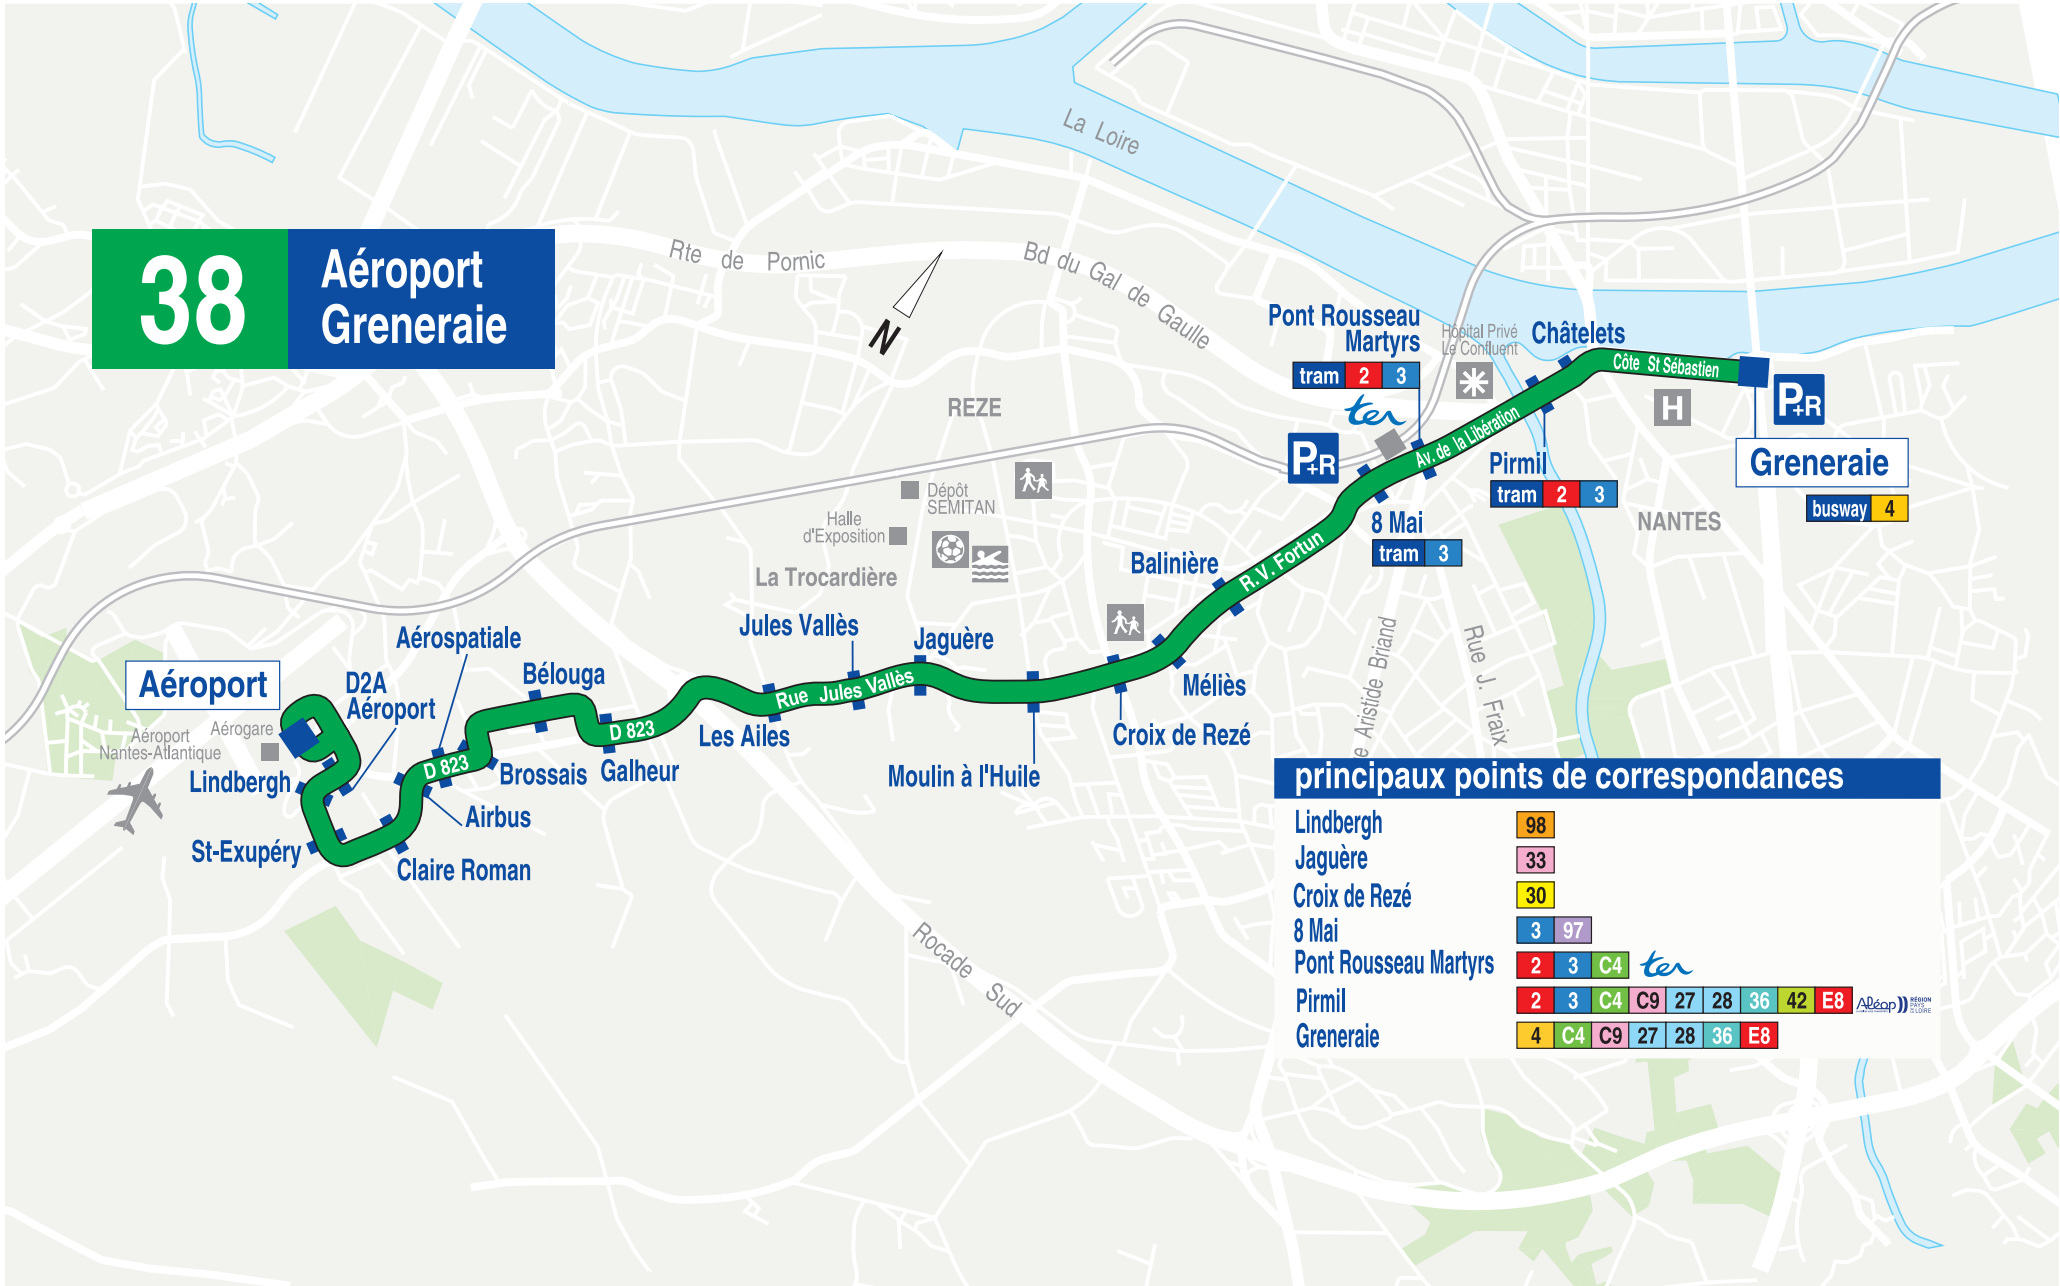 38
Aéroport
Greneraie
La Loire
Rte de Pornic
Bd du Gal de Gaulle
N
Pont Rousseau
Martyrs
tram 2 3
ter
P+R
Hôpital Privé
Le Confluent
Châtelets
Côte St Sébastien
H
P+R
Greneraie
busway 4
Av. de la Libération
Pirmil
tram 2 3
NANTES
8 Mai
tram 3
REZE
Dépôt
SEMITAN
Halle
d'Exposition
La Trocardière
R. V. Fortun
Balinière
Méliès
Croix de Rezé
Moulin à l'Huile
Jaguère
Jules Vallès
Rue Jules Vallès
Les Ailes
D 823
Galheur
Bélouga
Brossais
Aérospatiale
D 823
Airbus
Claire Roman
D2A
Aéroport
Aéroport
Aérogare
Aéroport
Nantes-Atlantique
Lindbergh
St-Exupéry
Rocade Sud
Aristide Briand
Rue J. Fraix
principaux points de correspondances
Lindbergh 98
Jaguère 33
Croix de Rezé 30
8 Mai 3 97
Pont Rousseau Martyrs 2 3 C4 ter
Pirmil 2 3 C4 C9 27 28 36 42 E8 Aléop RÉGION PAYS DE LA LOIRE
Greneraie 4 C4 C9 27 28 36 E8